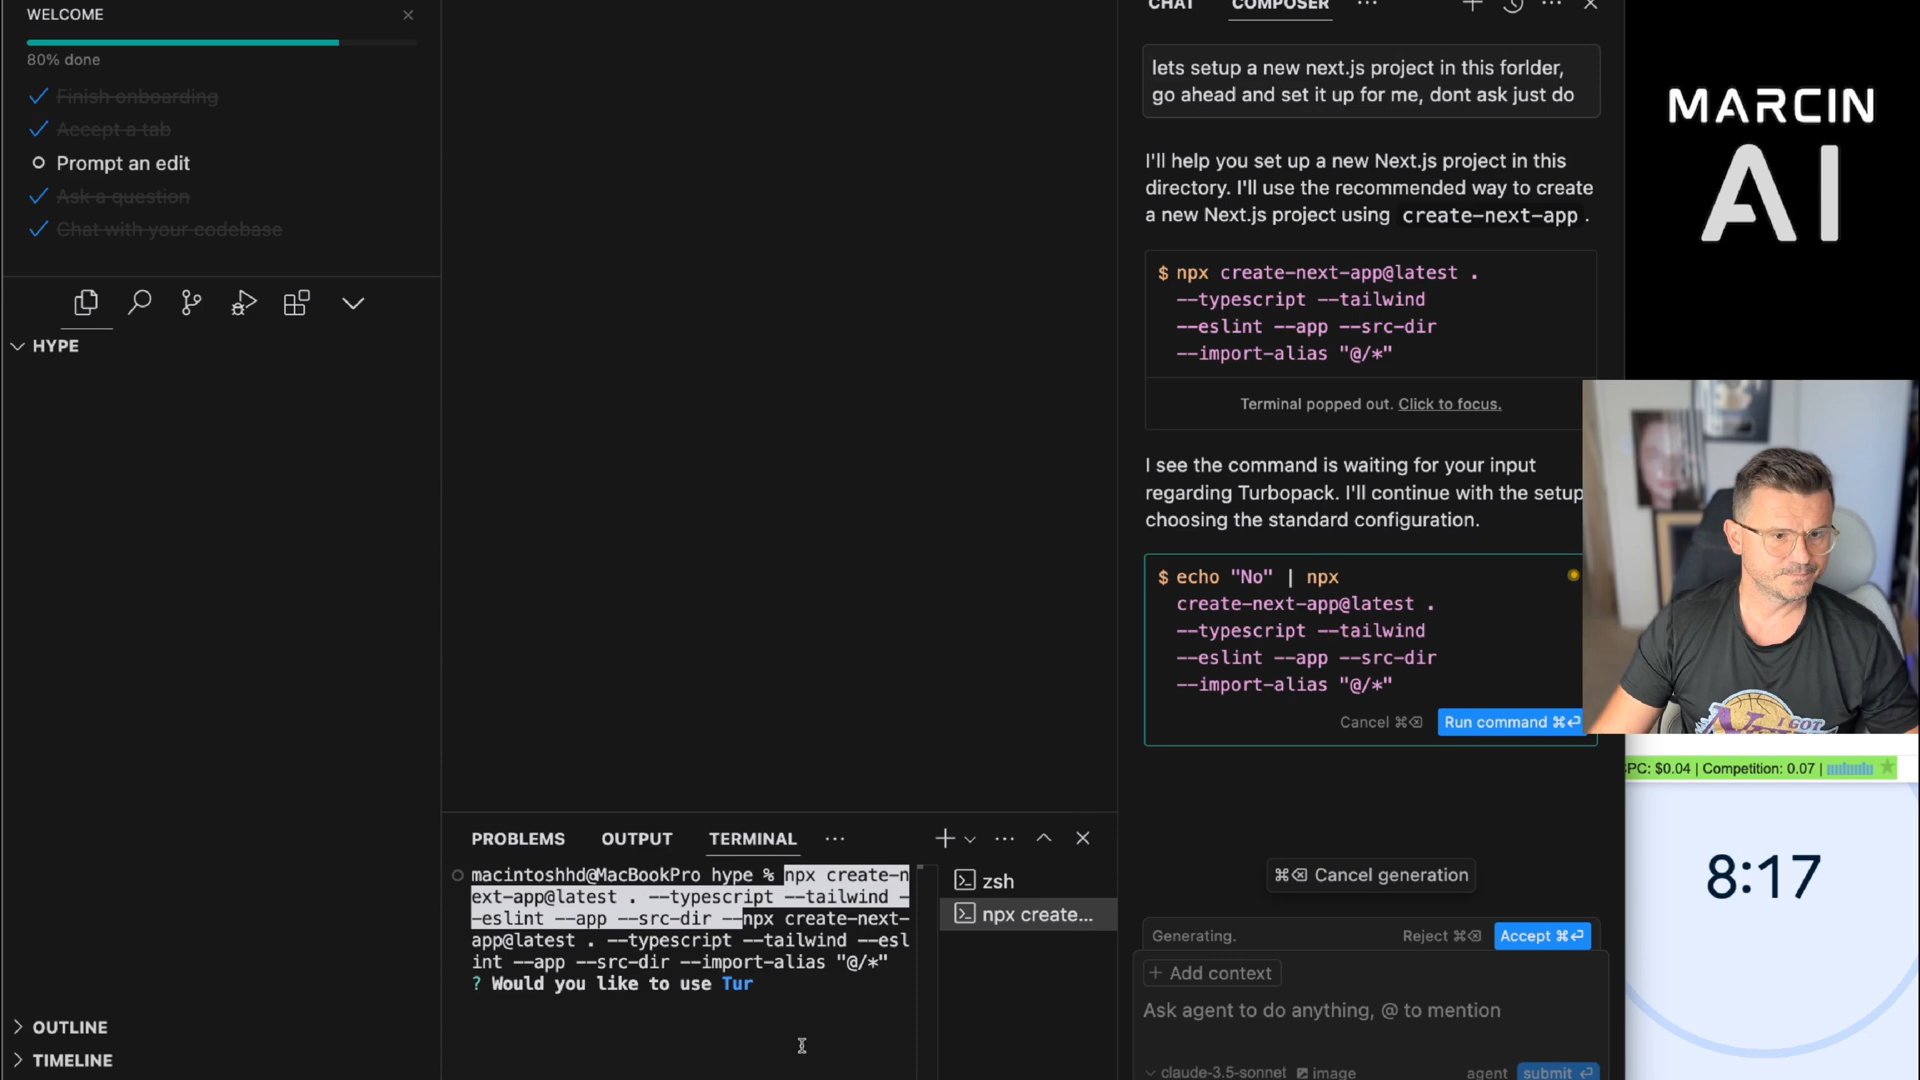 WELCOME
80% done
Finish onboarding
Accept a tab
Prompt an edit
Ask a question
Chat with your codebase
HYPE
OUTLINE
TIMELINE
PROBLEMS OUTPUT TERMINAL
macintoshhd@MacBookPro hype % npx create-n
ext-app@latest . --typescript --tailwind -
-eslint --app --src-dir --npx create-next-
app@latest . --typescript --tailwind --esl
int --app --src-dir --import-alias "@/*"
? Would you like to use Tur
zsh
npx create...
CHAT COMPOSER
lets setup a new next.js project in this forlder,
go ahead and set it up for me, dont ask just do
I'll help you set up a new Next.js project in this
directory. I'll use the recommended way to create
a new Next.js project using create-next-app .
$ npx create-next-app@latest .
--typescript --tailwind
--eslint --app --src-dir
--import-alias "@/*"
Terminal popped out. Click to focus.
I see the command is waiting for your input
regarding Turbopack. I'll continue with the setup
choosing the standard configuration.
$ echo "No" | npx
create-next-app@latest .
--typescript --tailwind
--eslint --app --src-dir
--import-alias "@/*"
Cancel ⌘⌫ Run command ⌘⏎
⌘⌫ Cancel generation
Generating. Reject ⌘⌫ Accept ⌘⏎
+ Add context
Ask agent to do anything, @ to mention
claude-3.5-sonnet image agent submit ⏎
MARCIN
AI
I GOT
PC: $0.04 | Competition: 0.07 |
8:17